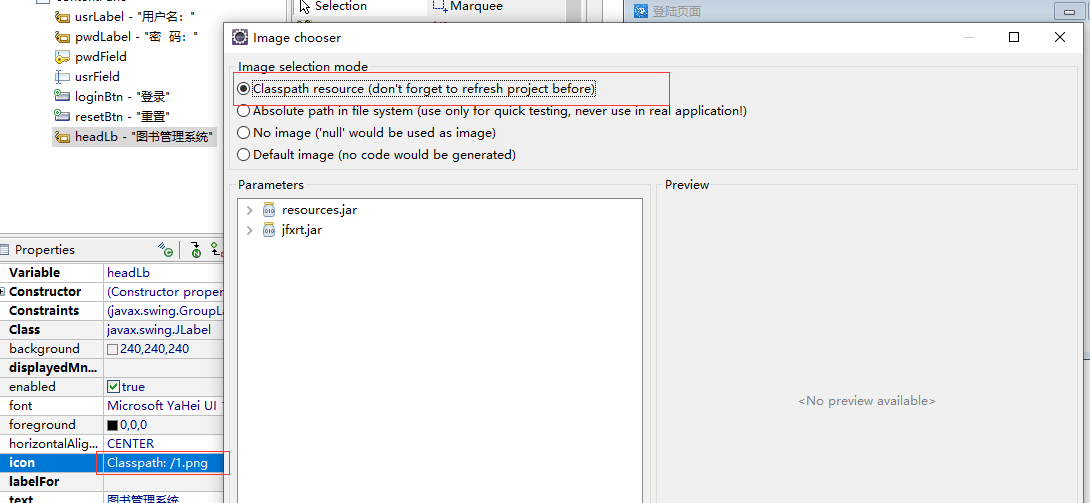 usrLabel - "用户名: "
pwdLabel - "密  码: "
pwdField
usrField
loginBtn - "登录"
resetBtn - "重置"
headLb - "图书管理系统"
Selection
Marquee
登陆页面
Image chooser
Image selection mode
Classpath resource (don't forget to refresh project before)
Absolute path in file system (use only for quick testing, never use in real application!)
No image ('null' would be used as image)
Default image (no code would be generated)
Parameters
resources.jar
jfxrt.jar
Preview
<No preview available>
Properties
Variable headLb
Constructor (Constructor proper
Constraints (javax.swing.GroupL
Class javax.swing.JLabel
background 240,240,240
displayedMn...
enabled true
font Microsoft YaHei UI
foreground 0,0,0
horizontalAlig... CENTER
icon Classpath: /1.png
labelFor
text 图书管理系统